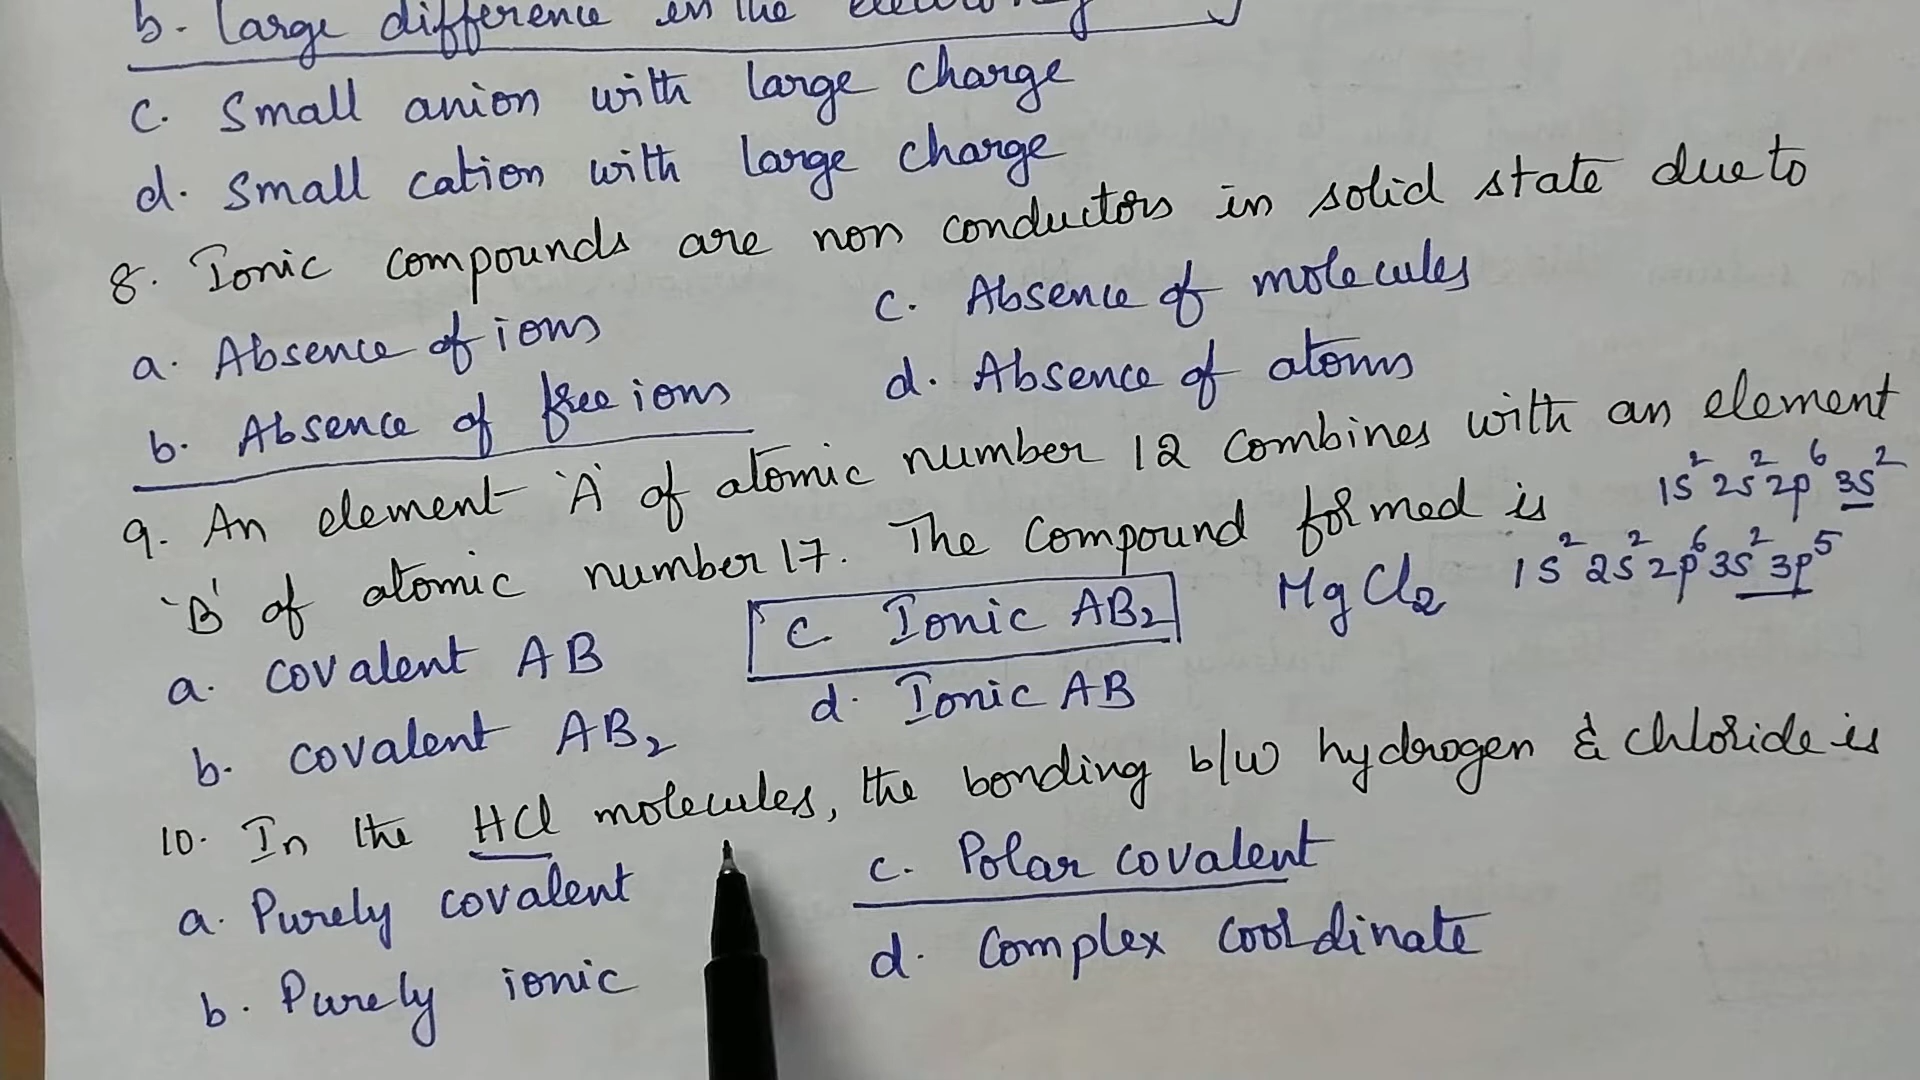 b. Large difference in the
c. Small anion with large charge
d. Small cation with large charge
8. Ionic compounds are non conductors in solid state due to
a. Absence of ions
c. Absence of molecules
b. Absence of free ions
d. Absence of atoms
9. An element 'A' of atomic number 12 combines with an element
'B' of atomic number 17. The compound formed is
1s² 2s² 2p⁶ 3s²
MgCl₂ 1s² 2s² 2p⁶ 3s² 3p⁵
a. covalent AB
c. Ionic AB₂
b. covalent AB₂
d. Ionic AB
10. In the HCl molecules, the bonding b/w hydrogen & chloride is
a. Purely covalent
c. Polar covalent
b. Purely ionic
d. Complex coordinate